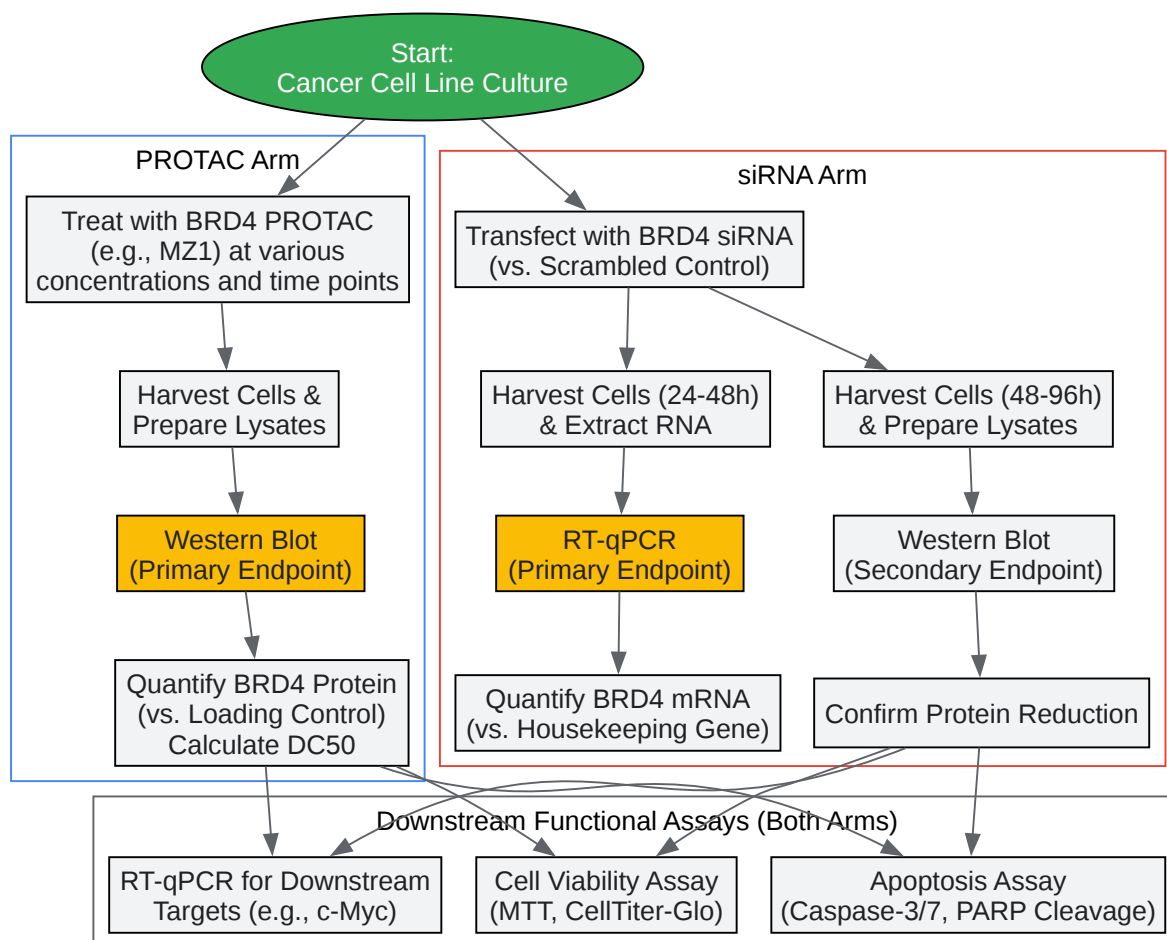 Start:
Cancer Cell Line Culture
PROTAC Arm
Treat with BRD4 PROTAC
(e.g., MZ1) at various
concentrations and time points
Harvest Cells &
Prepare Lysates
Western Blot
(Primary Endpoint)
Quantify BRD4 Protein
(vs. Loading Control)
Calculate DC50
siRNA Arm
Transfect with BRD4 siRNA
(vs. Scrambled Control)
Harvest Cells (24-48h)
& Extract RNA
RT-qPCR
(Primary Endpoint)
Quantify BRD4 mRNA
(vs. Housekeeping Gene)
Harvest Cells (48-96h)
& Prepare Lysates
Western Blot
(Secondary Endpoint)
Confirm Protein Reduction
Downstream Functional Assays (Both Arms)
RT-qPCR for Downstream
Targets (e.g., c-Myc)
Cell Viability Assay
(MTT, CellTiter-Glo)
Apoptosis Assay
(Caspase-3/7, PARP Cleavage)